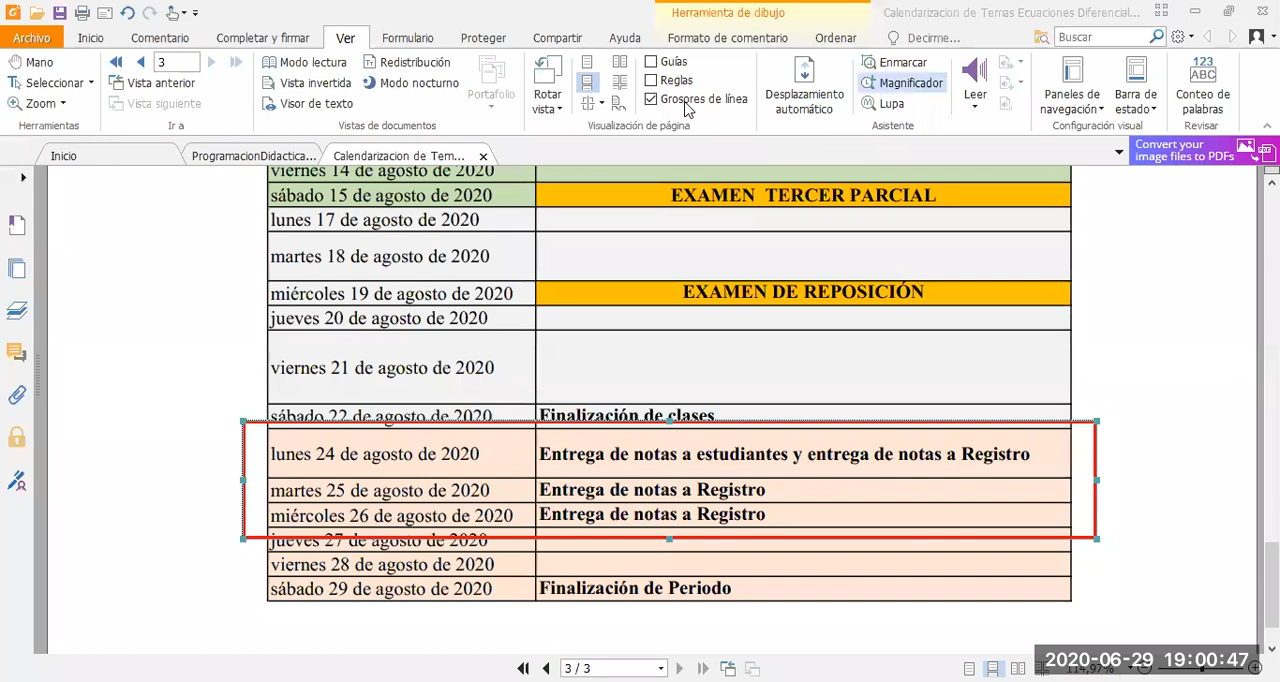 Herramienta de dibujo
Calendarizacion de Temas Ecuaciones Diferencial...
Archivo Inicio Comentario Completar y firmar Ver Formulario Proteger Compartir Ayuda Formato de comentario Ordenar Decirme... Buscar
Mano
Seleccionar
Zoom
Herramientas
3
Vista anterior
Vista siguiente
Ir a
Modo lectura
Redistribución
Vista invertida
Modo nocturno
Visor de texto
Portafolio
Vistas de documentos
Rotar
vista
Guías
Reglas
Grosores de línea
Visualización de página
Desplazamiento
automático
Enmarcar
Magnificador
Lupa
Asistente
Leer
Paneles de
navegación
Barra de
estado
Configuración visual
123
ABC
Conteo de
palabras
Revisar
Inicio
ProgramacionDidactica...
Calendarizacion de Tem...
Convert your
image files to PDFs
viernes 14 de agosto de 2020
sábado 15 de agosto de 2020 EXAMEN TERCER PARCIAL
lunes 17 de agosto de 2020
martes 18 de agosto de 2020
miércoles 19 de agosto de 2020 EXAMEN DE REPOSICIÓN
jueves 20 de agosto de 2020
viernes 21 de agosto de 2020
sábado 22 de agosto de 2020 Finalización de clases
lunes 24 de agosto de 2020 Entrega de notas a estudiantes y entrega de notas a Registro
martes 25 de agosto de 2020 Entrega de notas a Registro
miércoles 26 de agosto de 2020 Entrega de notas a Registro
jueves 27 de agosto de 2020
viernes 28 de agosto de 2020
sábado 29 de agosto de 2020 Finalización de Periodo
3 / 3
2020-06-29 19:00:47